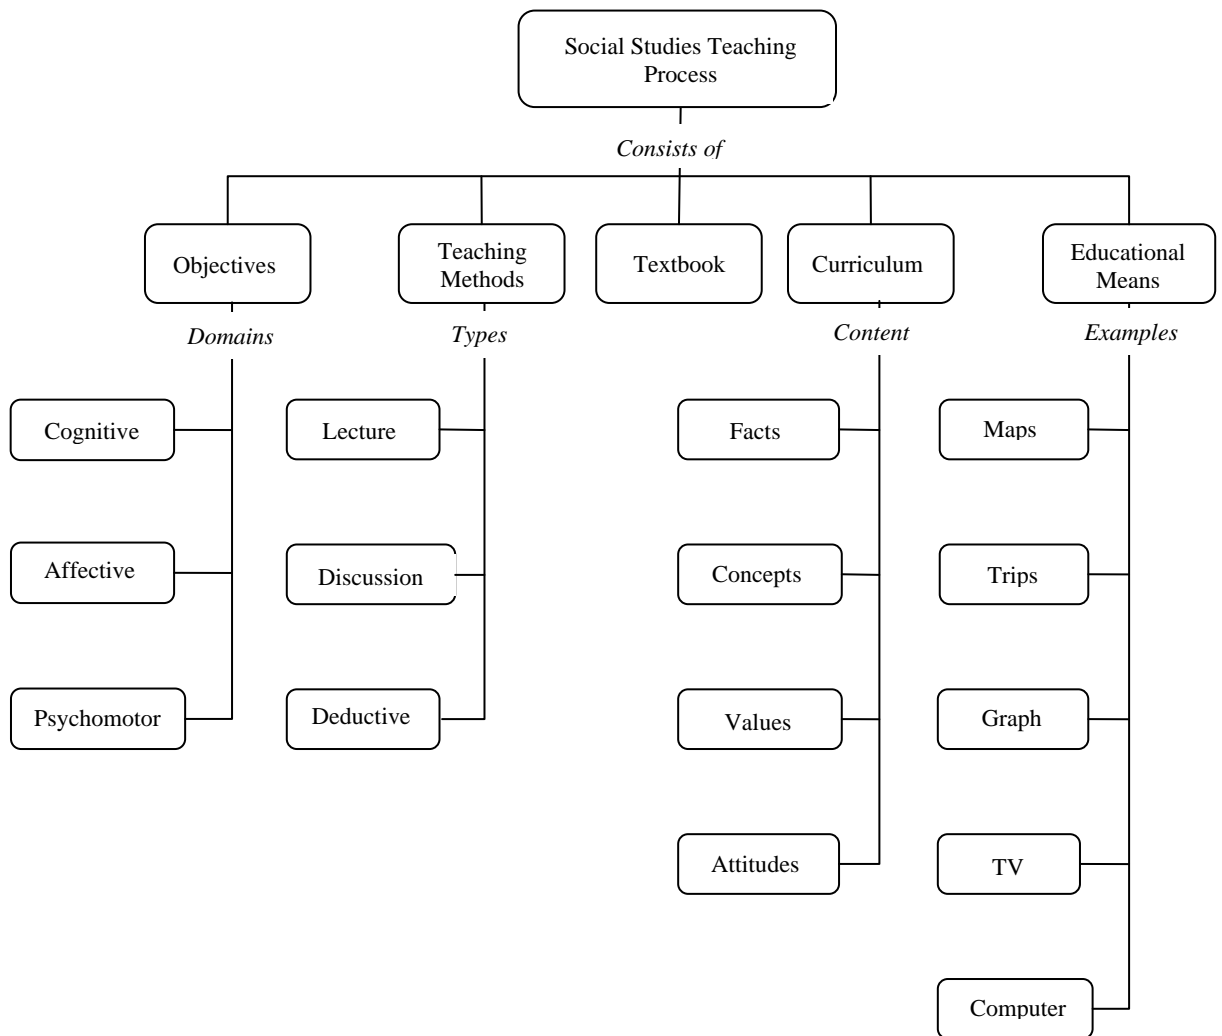 Social Studies Teaching
Process
Consists of
Objectives
Teaching
Methods
Textbook
Curriculum
Educational
Means
Domains
Types
Content
Examples
Cognitive
Lecture
Facts
Maps
Affective
Discussion
Concepts
Trips
Psychomotor
Deductive
Values
Graph
Attitudes
TV
Computer